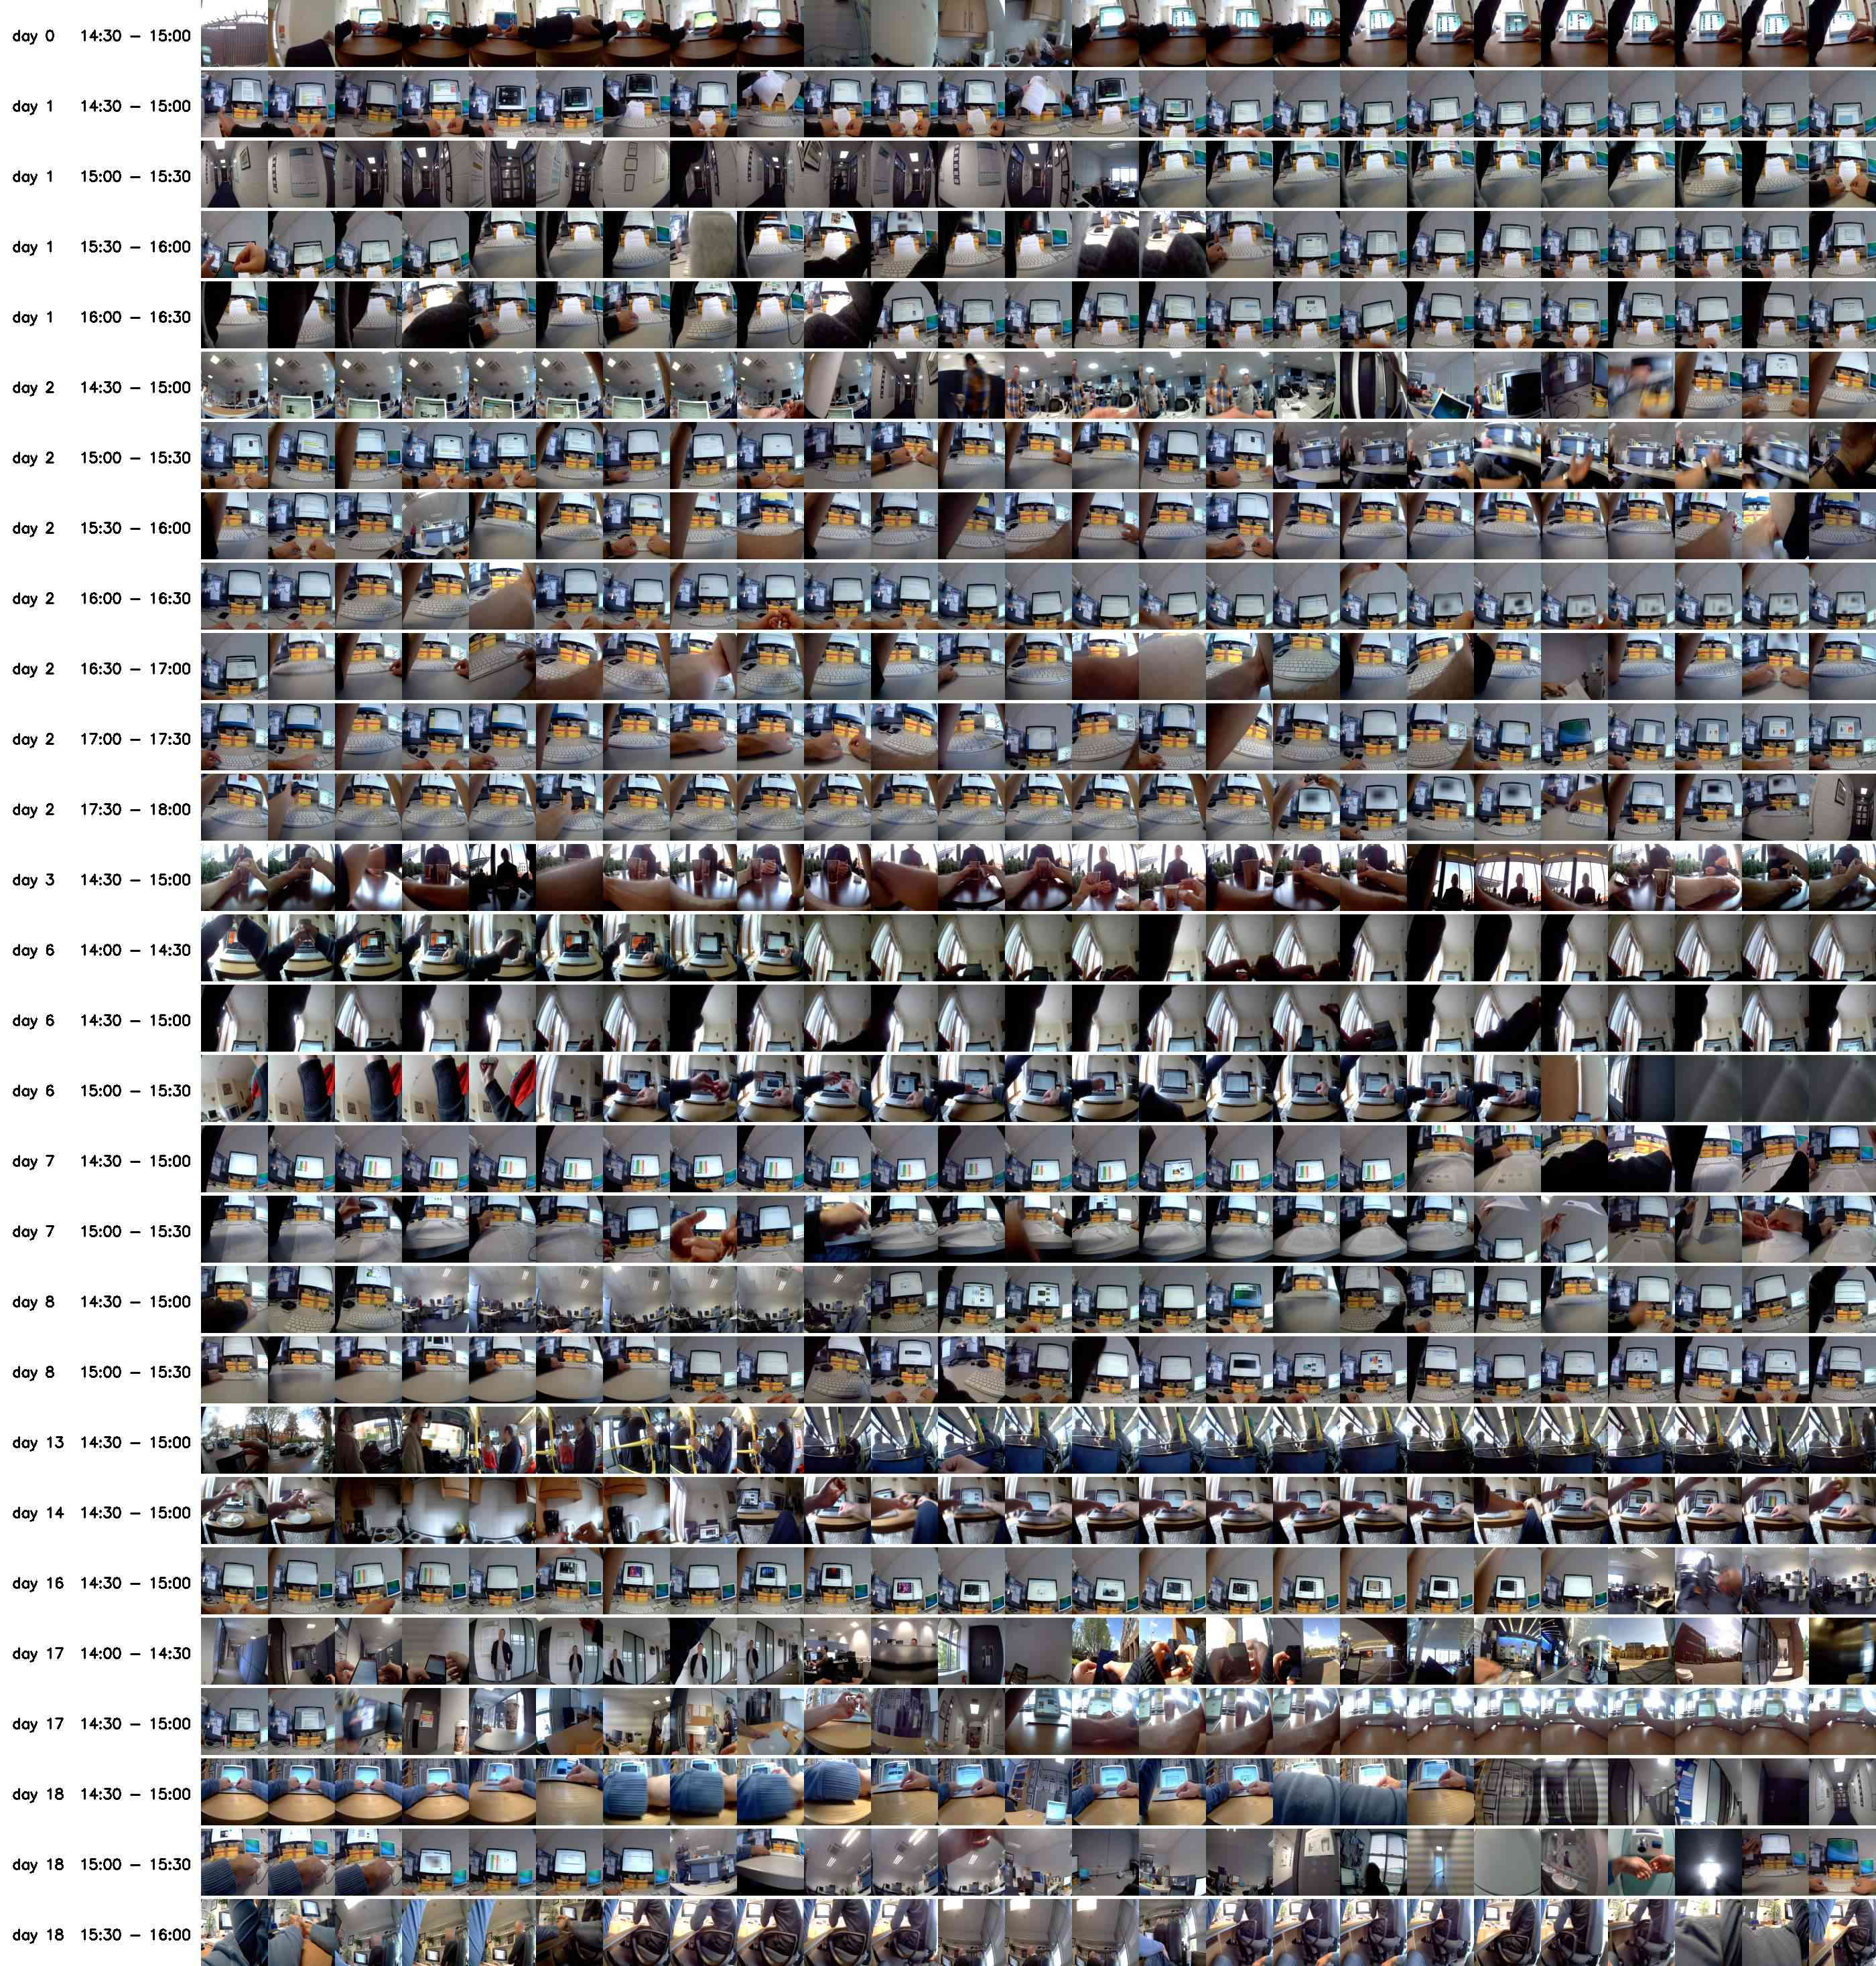 day 0 14:30 – 15:00
day 1 14:30 – 15:00
day 1 15:00 – 15:30
day 1 15:30 – 16:00
day 1 16:00 – 16:30
day 2 14:30 – 15:00
day 2 15:00 – 15:30
day 2 15:30 – 16:00
day 2 16:00 – 16:30
day 2 16:30 – 17:00
day 2 17:00 – 17:30
day 2 17:30 – 18:00
day 3 14:30 – 15:00
day 6 14:00 – 14:30
day 6 14:30 – 15:00
day 6 15:00 – 15:30
day 7 14:30 – 15:00
day 7 15:00 – 15:30
day 8 14:30 – 15:00
day 8 15:00 – 15:30
day 13 14:30 – 15:00
day 14 14:30 – 15:00
day 16 14:30 – 15:00
day 17 14:00 – 14:30
day 17 14:30 – 15:00
day 18 14:30 – 15:00
day 18 15:00 – 15:30
day 18 15:30 – 16:00